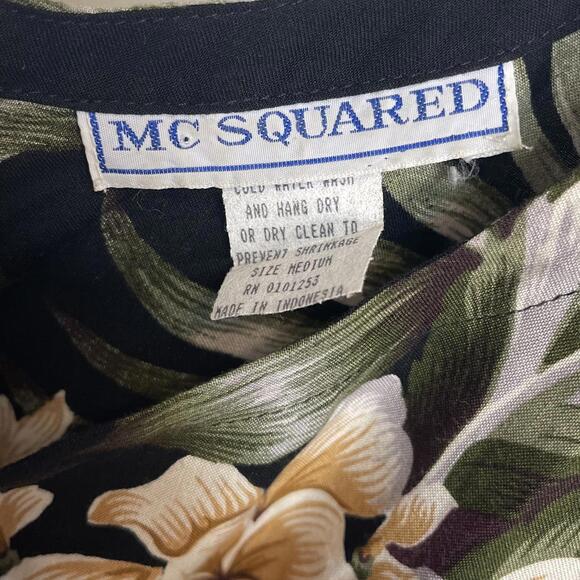 MC SQUARED
COLD WATER WASH
AND HANG DRY
OR DRY CLEAN TO
PREVENT SHRINKAGE
SIZE MEDIUM
RN 0101253
MADE IN INDONESIA